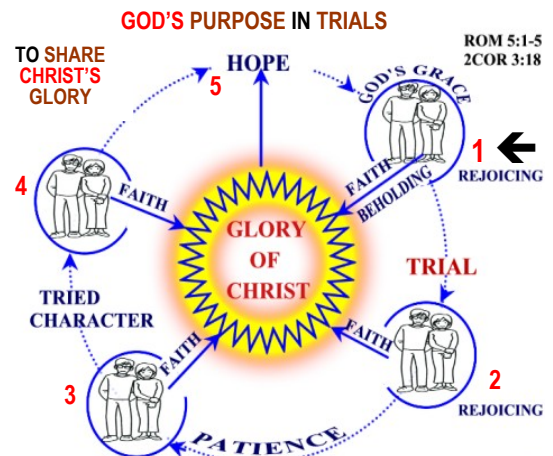 GOD'S PURPOSE IN TRIALS
TO SHARE
CHRIST'S
GLORY
ROM 5:1-5
2COR 3:18
HOPE
5
GOD'S GRACE
1
REJOICING
FAITH
BEHOLDING
4
FAITH
GLORY
OF
CHRIST
TRIAL
TRIED
CHARACTER
FAITH
2
REJOICING
3
FAITH
PATIENCE